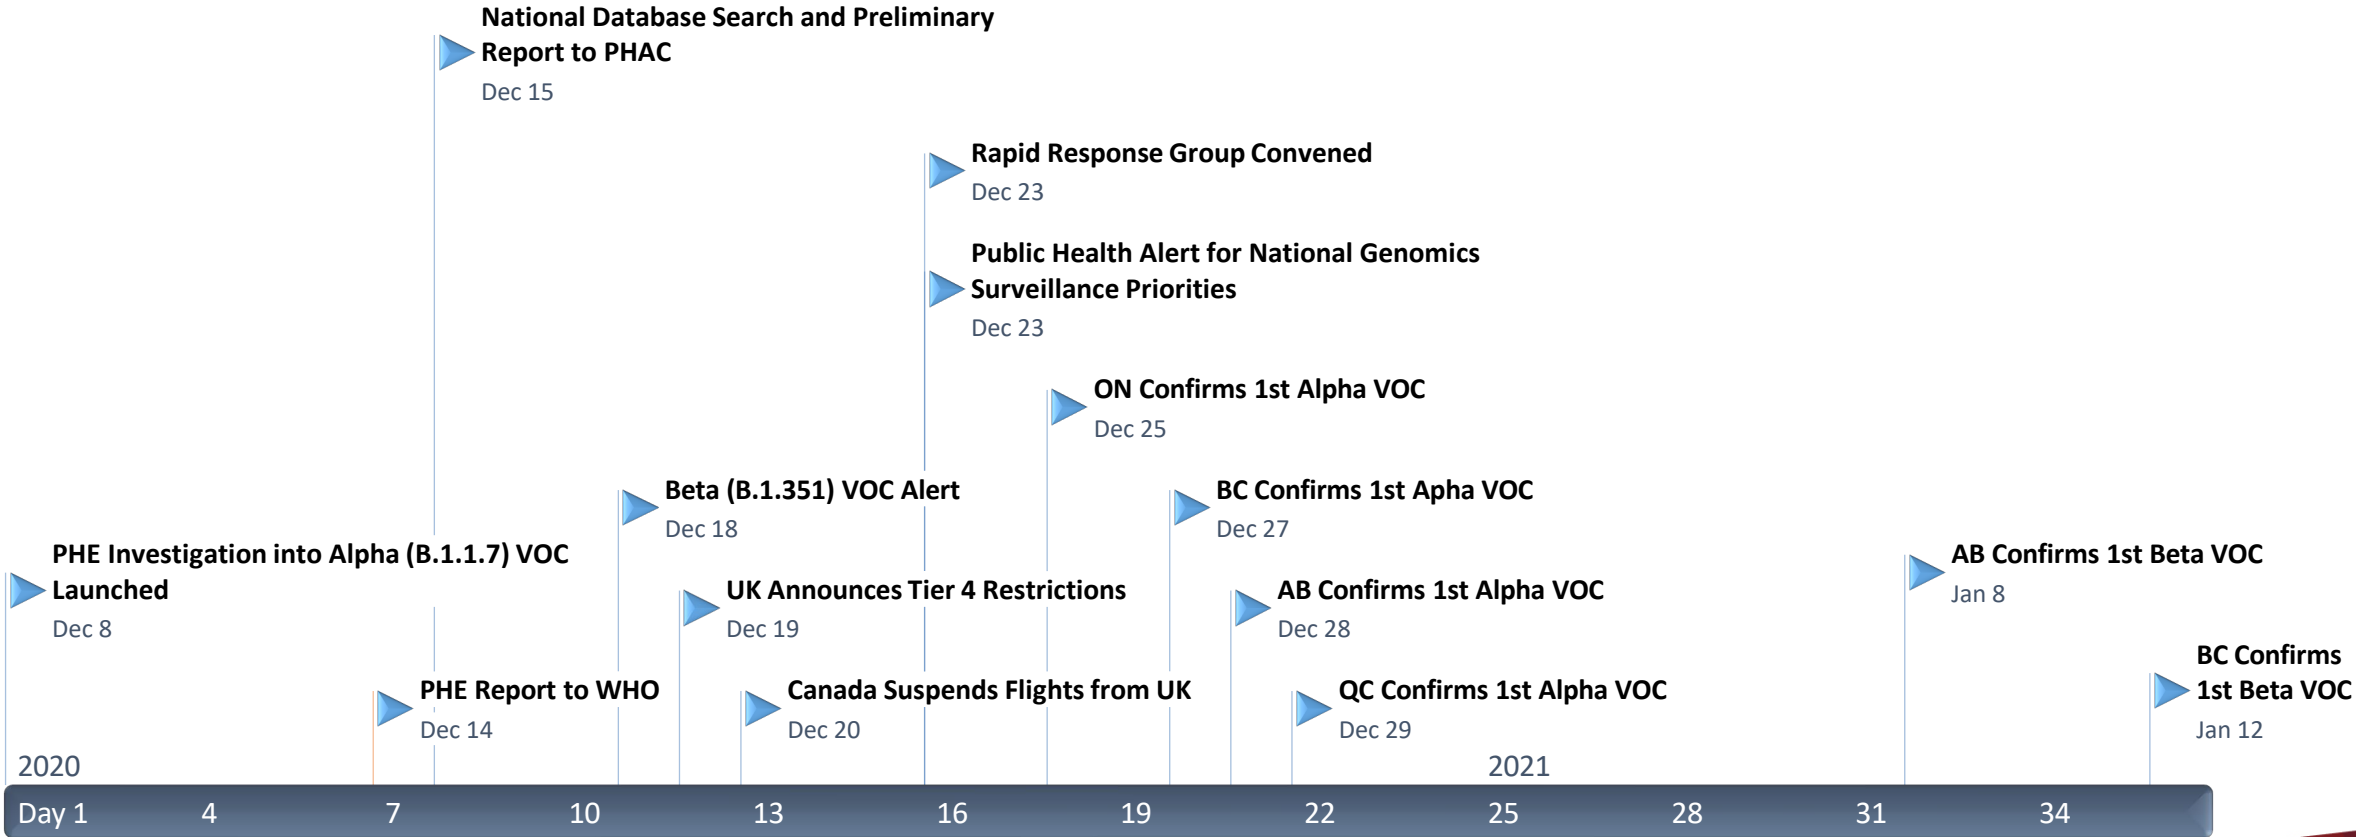 National Database Search and Preliminary
Report to PHAC
Dec 15
Rapid Response Group Convened
Dec 23
Public Health Alert for National Genomics
Surveillance Priorities
Dec 23
ON Confirms 1st Alpha VOC
Dec 25
Beta (B.1.351) VOC Alert
Dec 18
BC Confirms 1st Apha VOC
Dec 27
PHE Investigation into Alpha (B.1.1.7) VOC
Launched
Dec 8
UK Announces Tier 4 Restrictions
Dec 19
AB Confirms 1st Alpha VOC
Dec 28
AB Confirms 1st Beta VOC
Jan 8
PHE Report to WHO
Dec 14
Canada Suspends Flights from UK
Dec 20
QC Confirms 1st Alpha VOC
Dec 29
BC Confirms
1st Beta VOC
Jan 12
2020 2021
Day 1 4 7 10 13 16 19 22 25 28 31 34